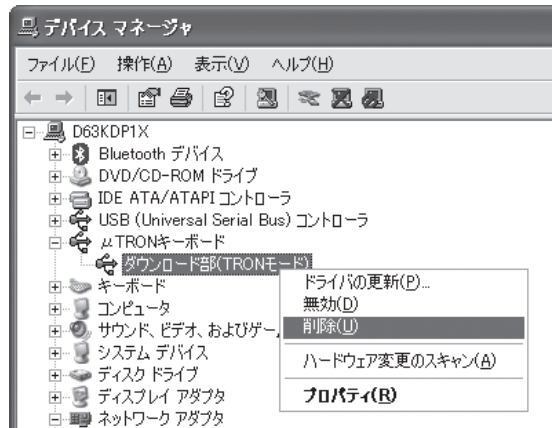 デバイス マネージャ
ファイル(F) 操作(A) 表示(V) ヘルプ(H)
D63KDP1X
Bluetooth デバイス
DVD/CD-ROM ドライブ
IDE ATA/ATAPI コントローラ
USB (Universal Serial Bus) コントローラ
μTRONキーボード
ダウンロード部(TRONモード)
キーボード
コンピュータ
サウンド、ビデオ、およびゲー
システム デバイス
ディスク ドライブ
ディスプレイ アダプタ
ネットワーク アダプタ
ドライバの更新(P)...
無効(D)
削除(U)
ハードウェア変更のスキャン(A)
プロパティ(R)